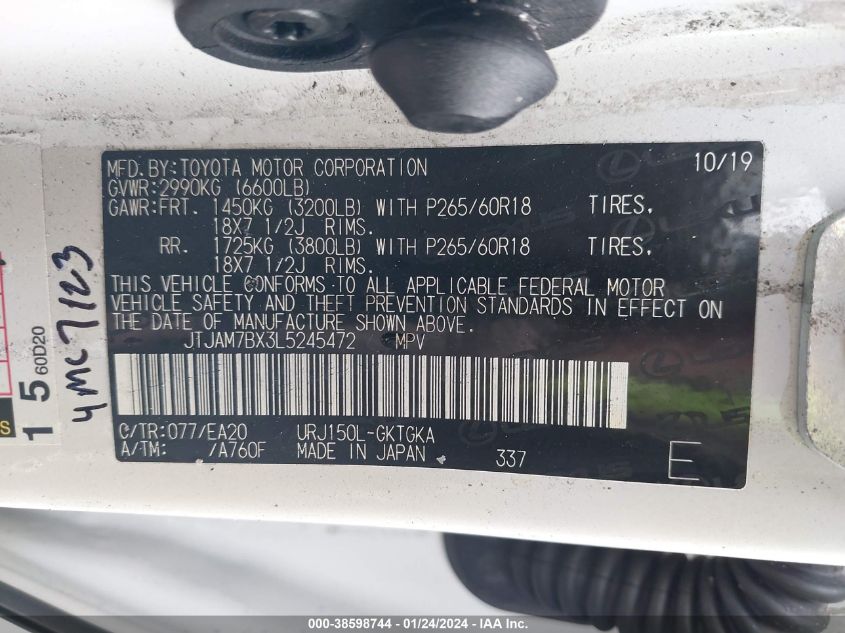 MFD.BY:TOYOTA MOTOR CORPORATION 10/19
GVWR:2990KG (6600LB)
GAWR:FRT. 1450KG (3200LB) WITH P265/60R18 TIRES,
18X7 1/2J RIMS.
RR. 1725KG (3800LB) WITH P265/60R18 TIRES,
18X7 1/2J RIMS.
THIS VEHICLE CONFORMS TO ALL APPLICABLE FEDERAL MOTOR
VEHICLE SAFETY AND THEFT PREVENTION STANDARDS IN EFFECT ON
THE DATE OF MANUFACTURE SHOWN ABOVE.
JTJAM7BX3L5245472 MPV
C/TR:077/EA20 URJ150L-GKTGKA
A/TM: /A760F MADE IN JAPAN 337 E
15
60D20
4MC7123
S
000-38598744 / 01/24/2024 / IAAI.COM